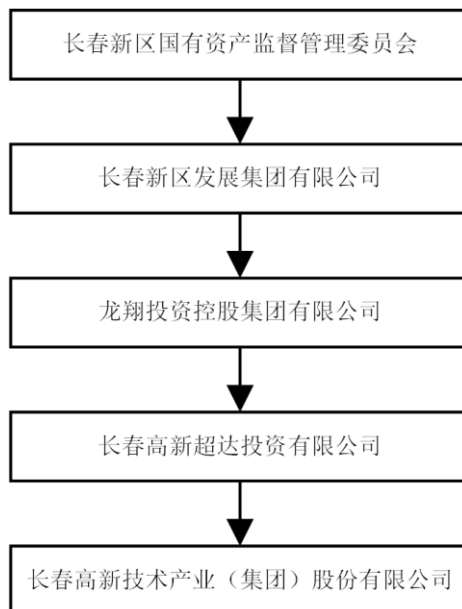 长春新区国有资产监督管理委员会
长春新区发展集团有限公司
龙翔投资控股集团有限公司
长春高新超达投资有限公司
长春高新技术产业（集团）股份有限公司